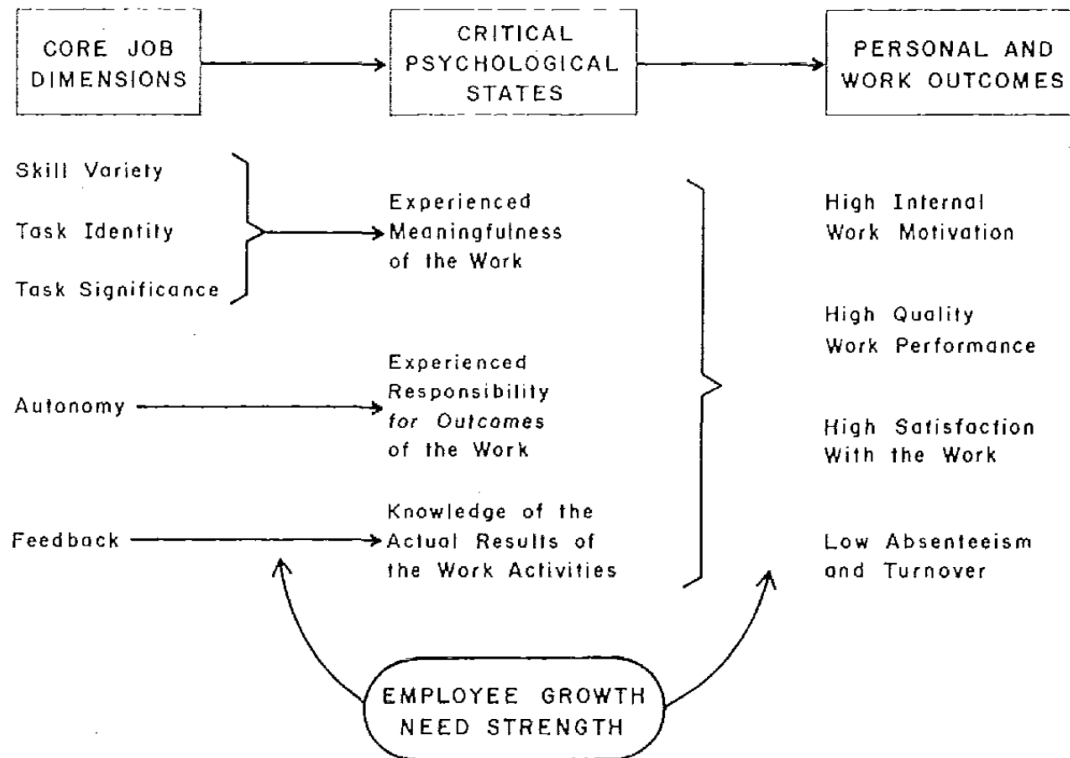 CORE JOB
DIMENSIONS
CRITICAL
PSYCHOLOGICAL
STATES
PERSONAL AND
WORK OUTCOMES
Skill Variety
Task Identity
Task Significance
Experienced
Meaningfulness
of the Work
Autonomy
Experienced
Responsibility
for Outcomes
of the Work
Feedback
Knowledge of the
Actual Results of
the Work Activities
High Internal
Work Motivation
High Quality
Work Performance
High Satisfaction
With the Work
Low Absenteeism
and Turnover
EMPLOYEE GROWTH
NEED STRENGTH